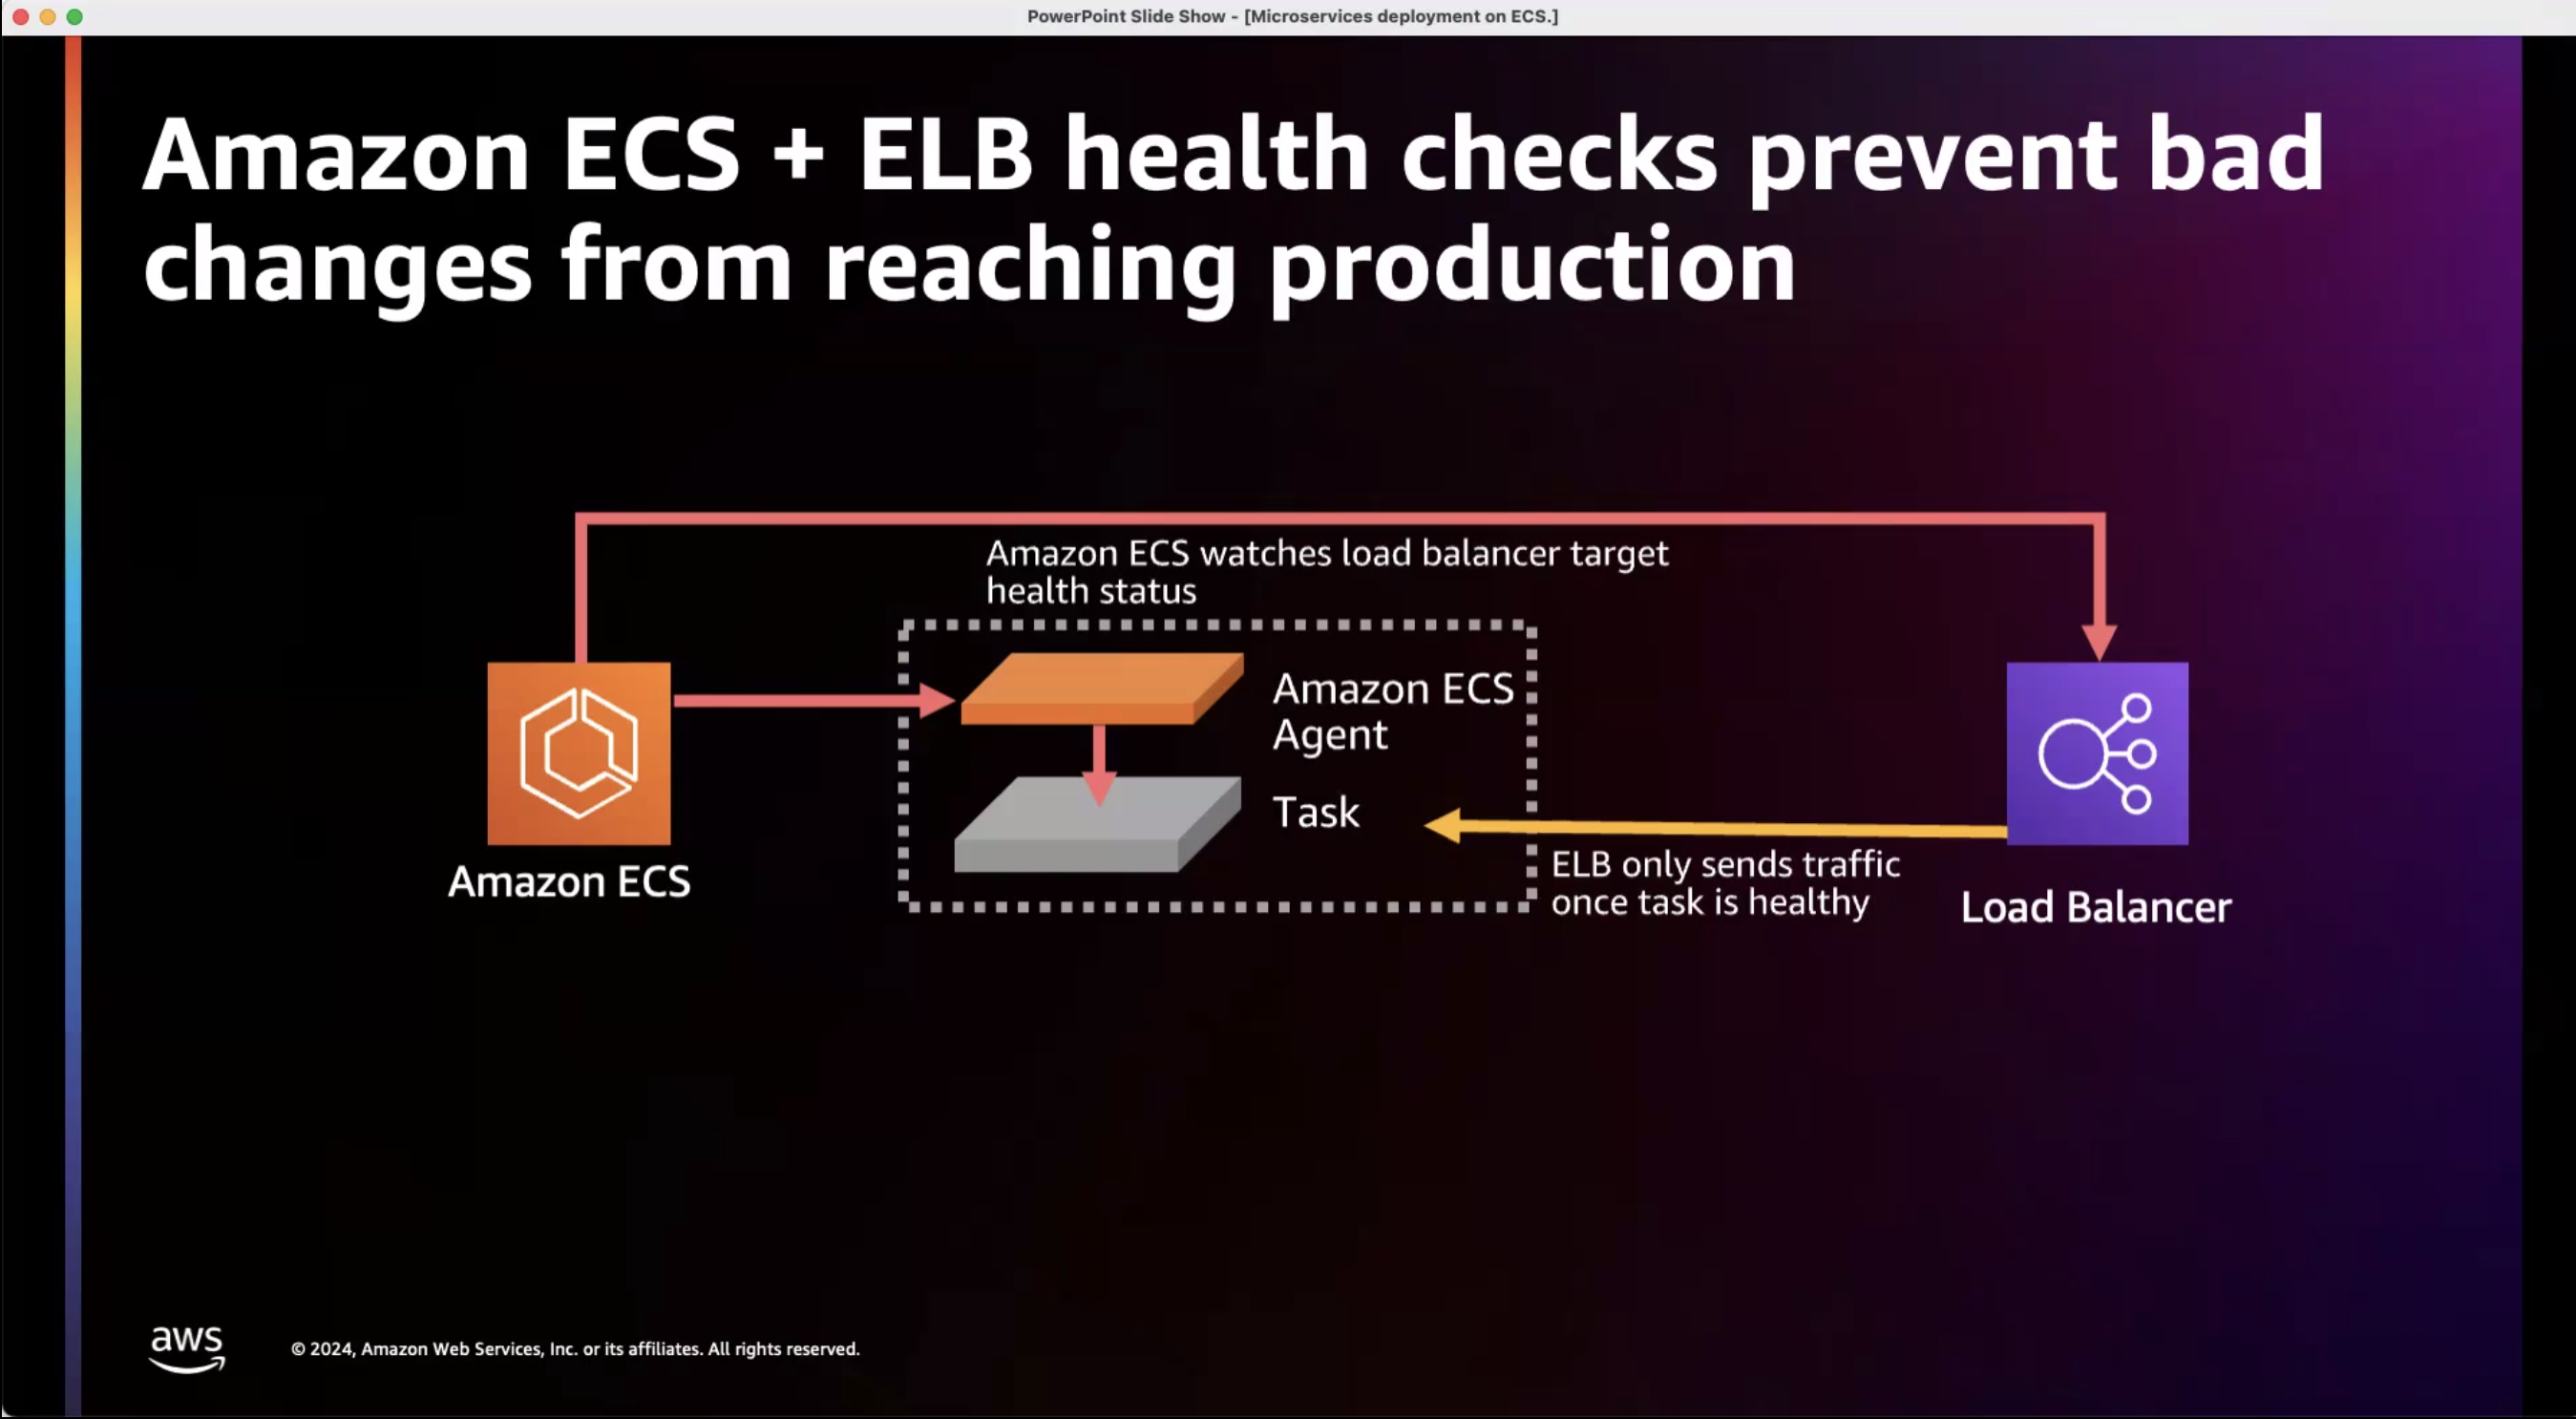 PowerPoint Slide Show - [Microservices deployment on ECS.]
Amazon ECS + ELB health checks prevent bad
changes from reaching production
Amazon ECS watches load balancer target
health status
Amazon ECS
Agent
Task
Amazon ECS
ELB only sends traffic
once task is healthy
Load Balancer
aws
© 2024, Amazon Web Services, Inc. or its affiliates. All rights reserved.